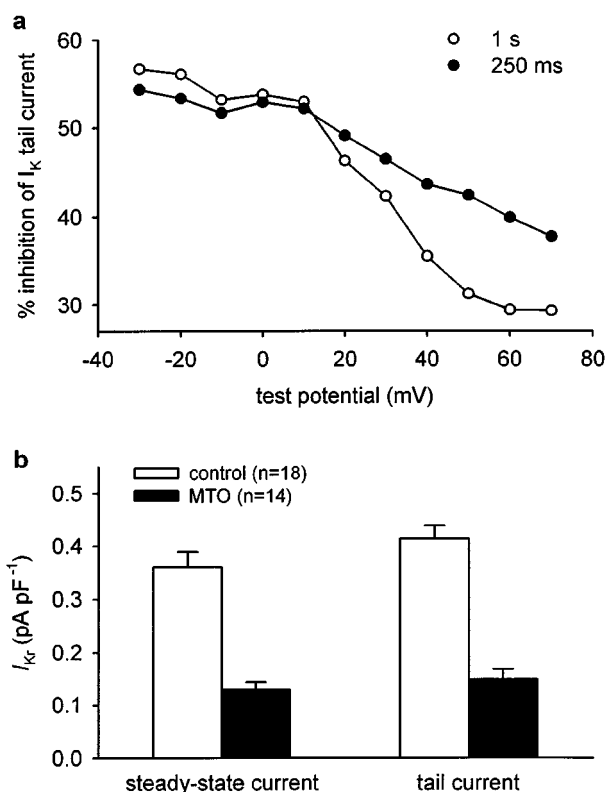 a
% inhibition of IK tail current
60
50
40
30
1 s
250 ms
-40 -20 0 20 40 60 80
test potential (mV)
b
IKr (pA pF⁻¹)
control (n=18)
MTO (n=14)
0.5
0.4
0.3
0.2
0.1
0.0
steady-state current
tail current